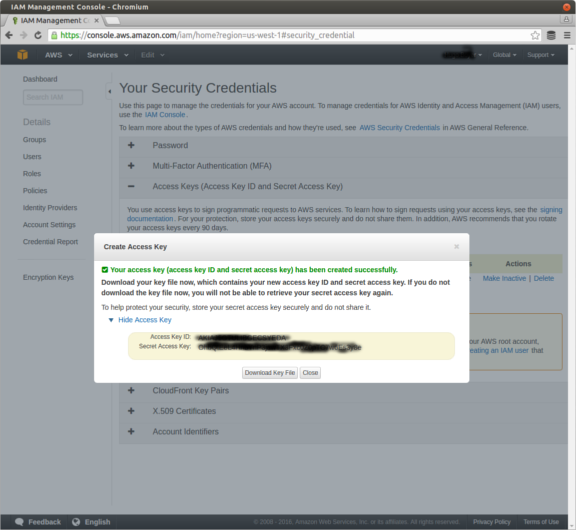 IAM Management Console - Chromium
IAM Management C
https://console.aws.amazon.com/iam/home?region=us-west-1#security_credential
AWS Services Edit Global Support
Dashboard
Search IAM
Details
Groups
Users
Roles
Policies
Identity Providers
Account Settings
Credential Report
Encryption Keys
Your Security Credentials
Use this page to manage the credentials for your AWS account. To manage credentials for AWS Identity and Access Management (IAM) users,
use the IAM Console.
To learn more about the types of AWS credentials and how they're used, see AWS Security Credentials in AWS General Reference.
+ Password
+ Multi-Factor Authentication (MFA)
− Access Keys (Access Key ID and Secret Access Key)
You use access keys to sign programmatic requests to AWS services. To learn how to sign requests using your access keys, see the signing
documentation. For your protection, store your access keys securely and do not share them. In addition, AWS recommends that you rotate
your access keys every 90 days.
s Actions
e Make Inactive | Delete
our AWS root account,
eating an IAM user that
Create Access Key ×
Your access key (access key ID and secret access key) has been created successfully.
Download your key file now, which contains your new access key ID and secret access key. If you do not
download the key file now, you will not be able to retrieve your secret access key again.
To help protect your security, store your secret access key securely and do not share it.
▼ Hide Access Key
Access Key ID:
Secret Access Key:
Download Key File Close
+ CloudFront Key Pairs
+ X.509 Certificates
+ Account Identifiers
Feedback English © 2008 - 2016, Amazon Web Services, Inc. or its affiliates. All rights reserved. Privacy Policy Terms of Use